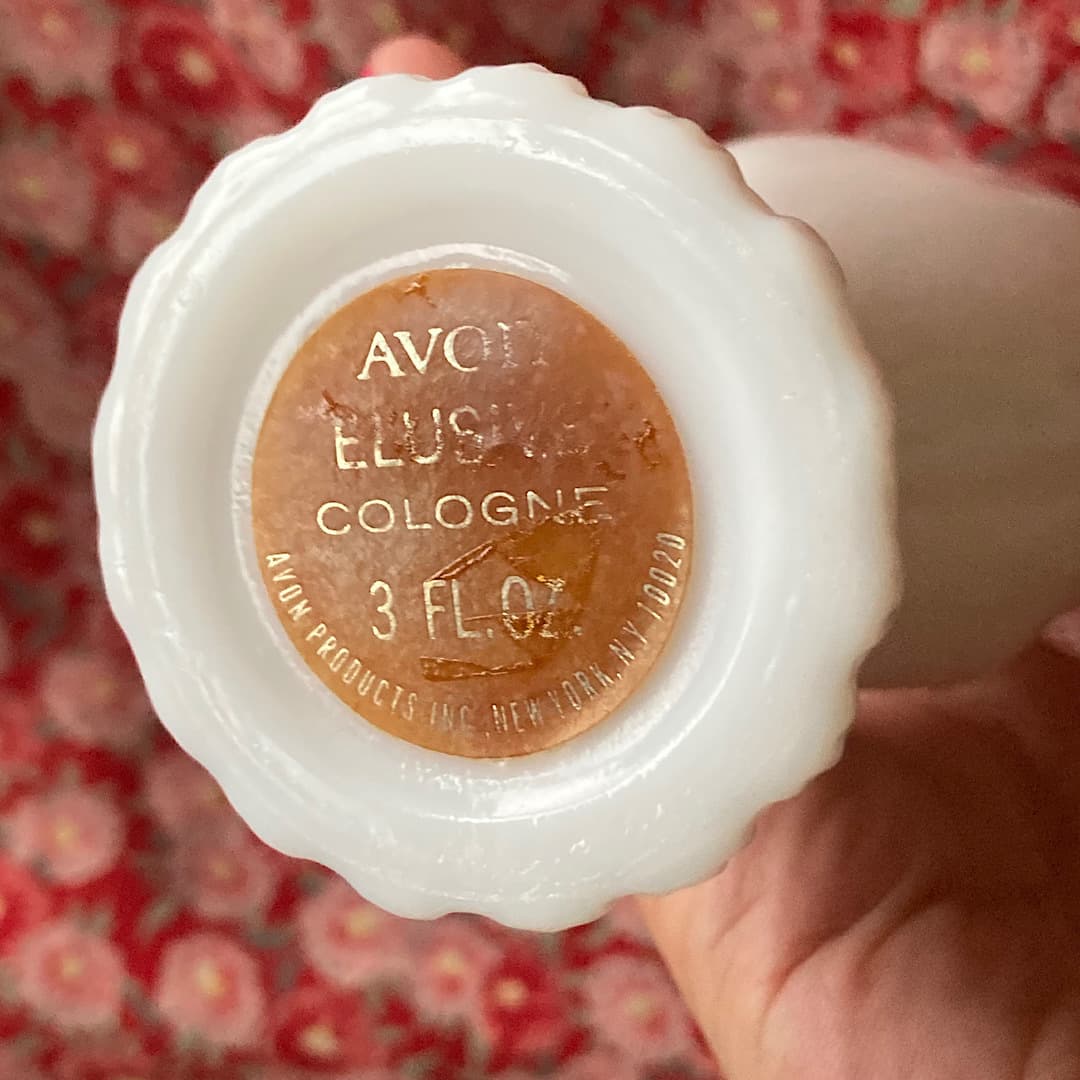 AVON
ELUSIVE
COLOGNE
3 FL. OZ.
AVON PRODUCTS INC., NEW YORK, N.Y. 10020